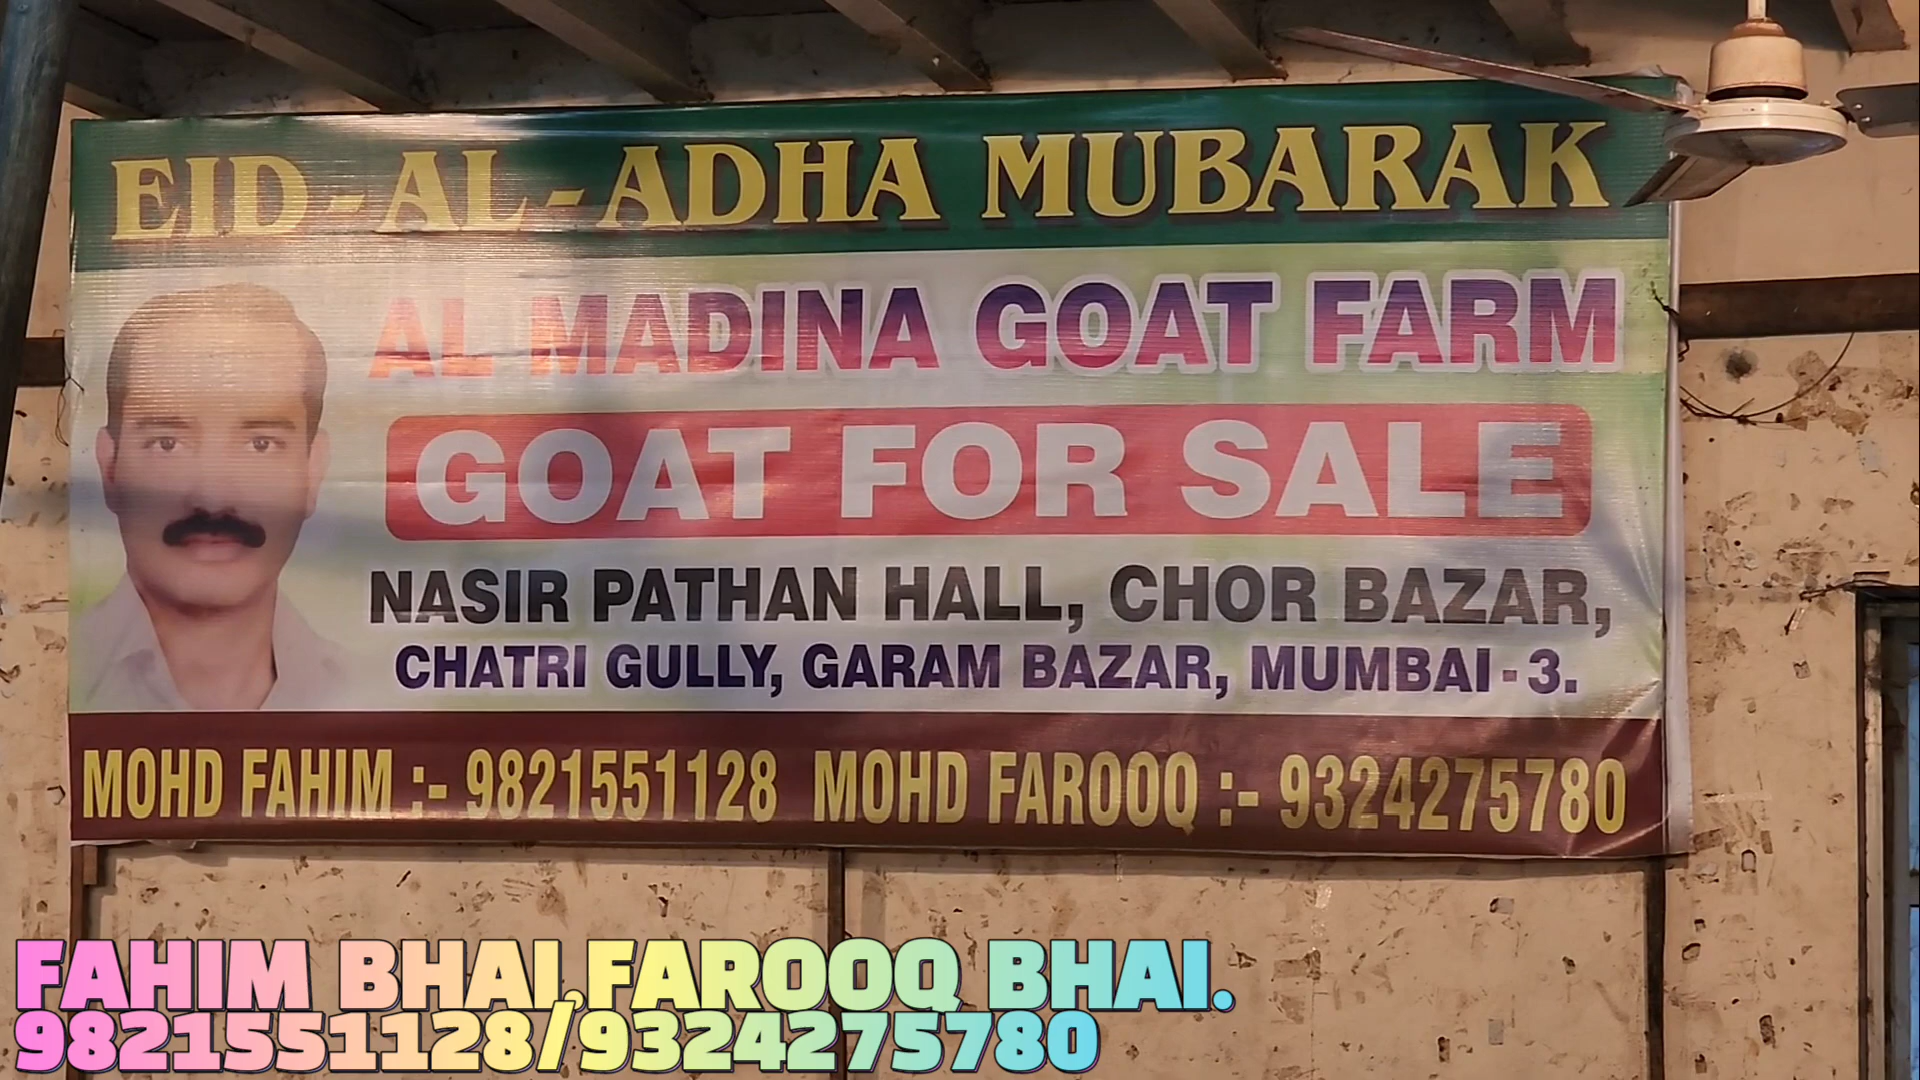 EID-AL-ADHA MUBARAK
AL MADINA GOAT FARM
GOAT FOR SALE
NASIR PATHAN HALL, CHOR BAZAR,
CHATRI GULLY, GARAM BAZAR, MUMBAI-3.
MOHD FAHIM :- 9821551128 MOHD FAROOQ :- 9324275780
FAHIM BHAI,FAROOQ BHAI.
9821551128/9324275780